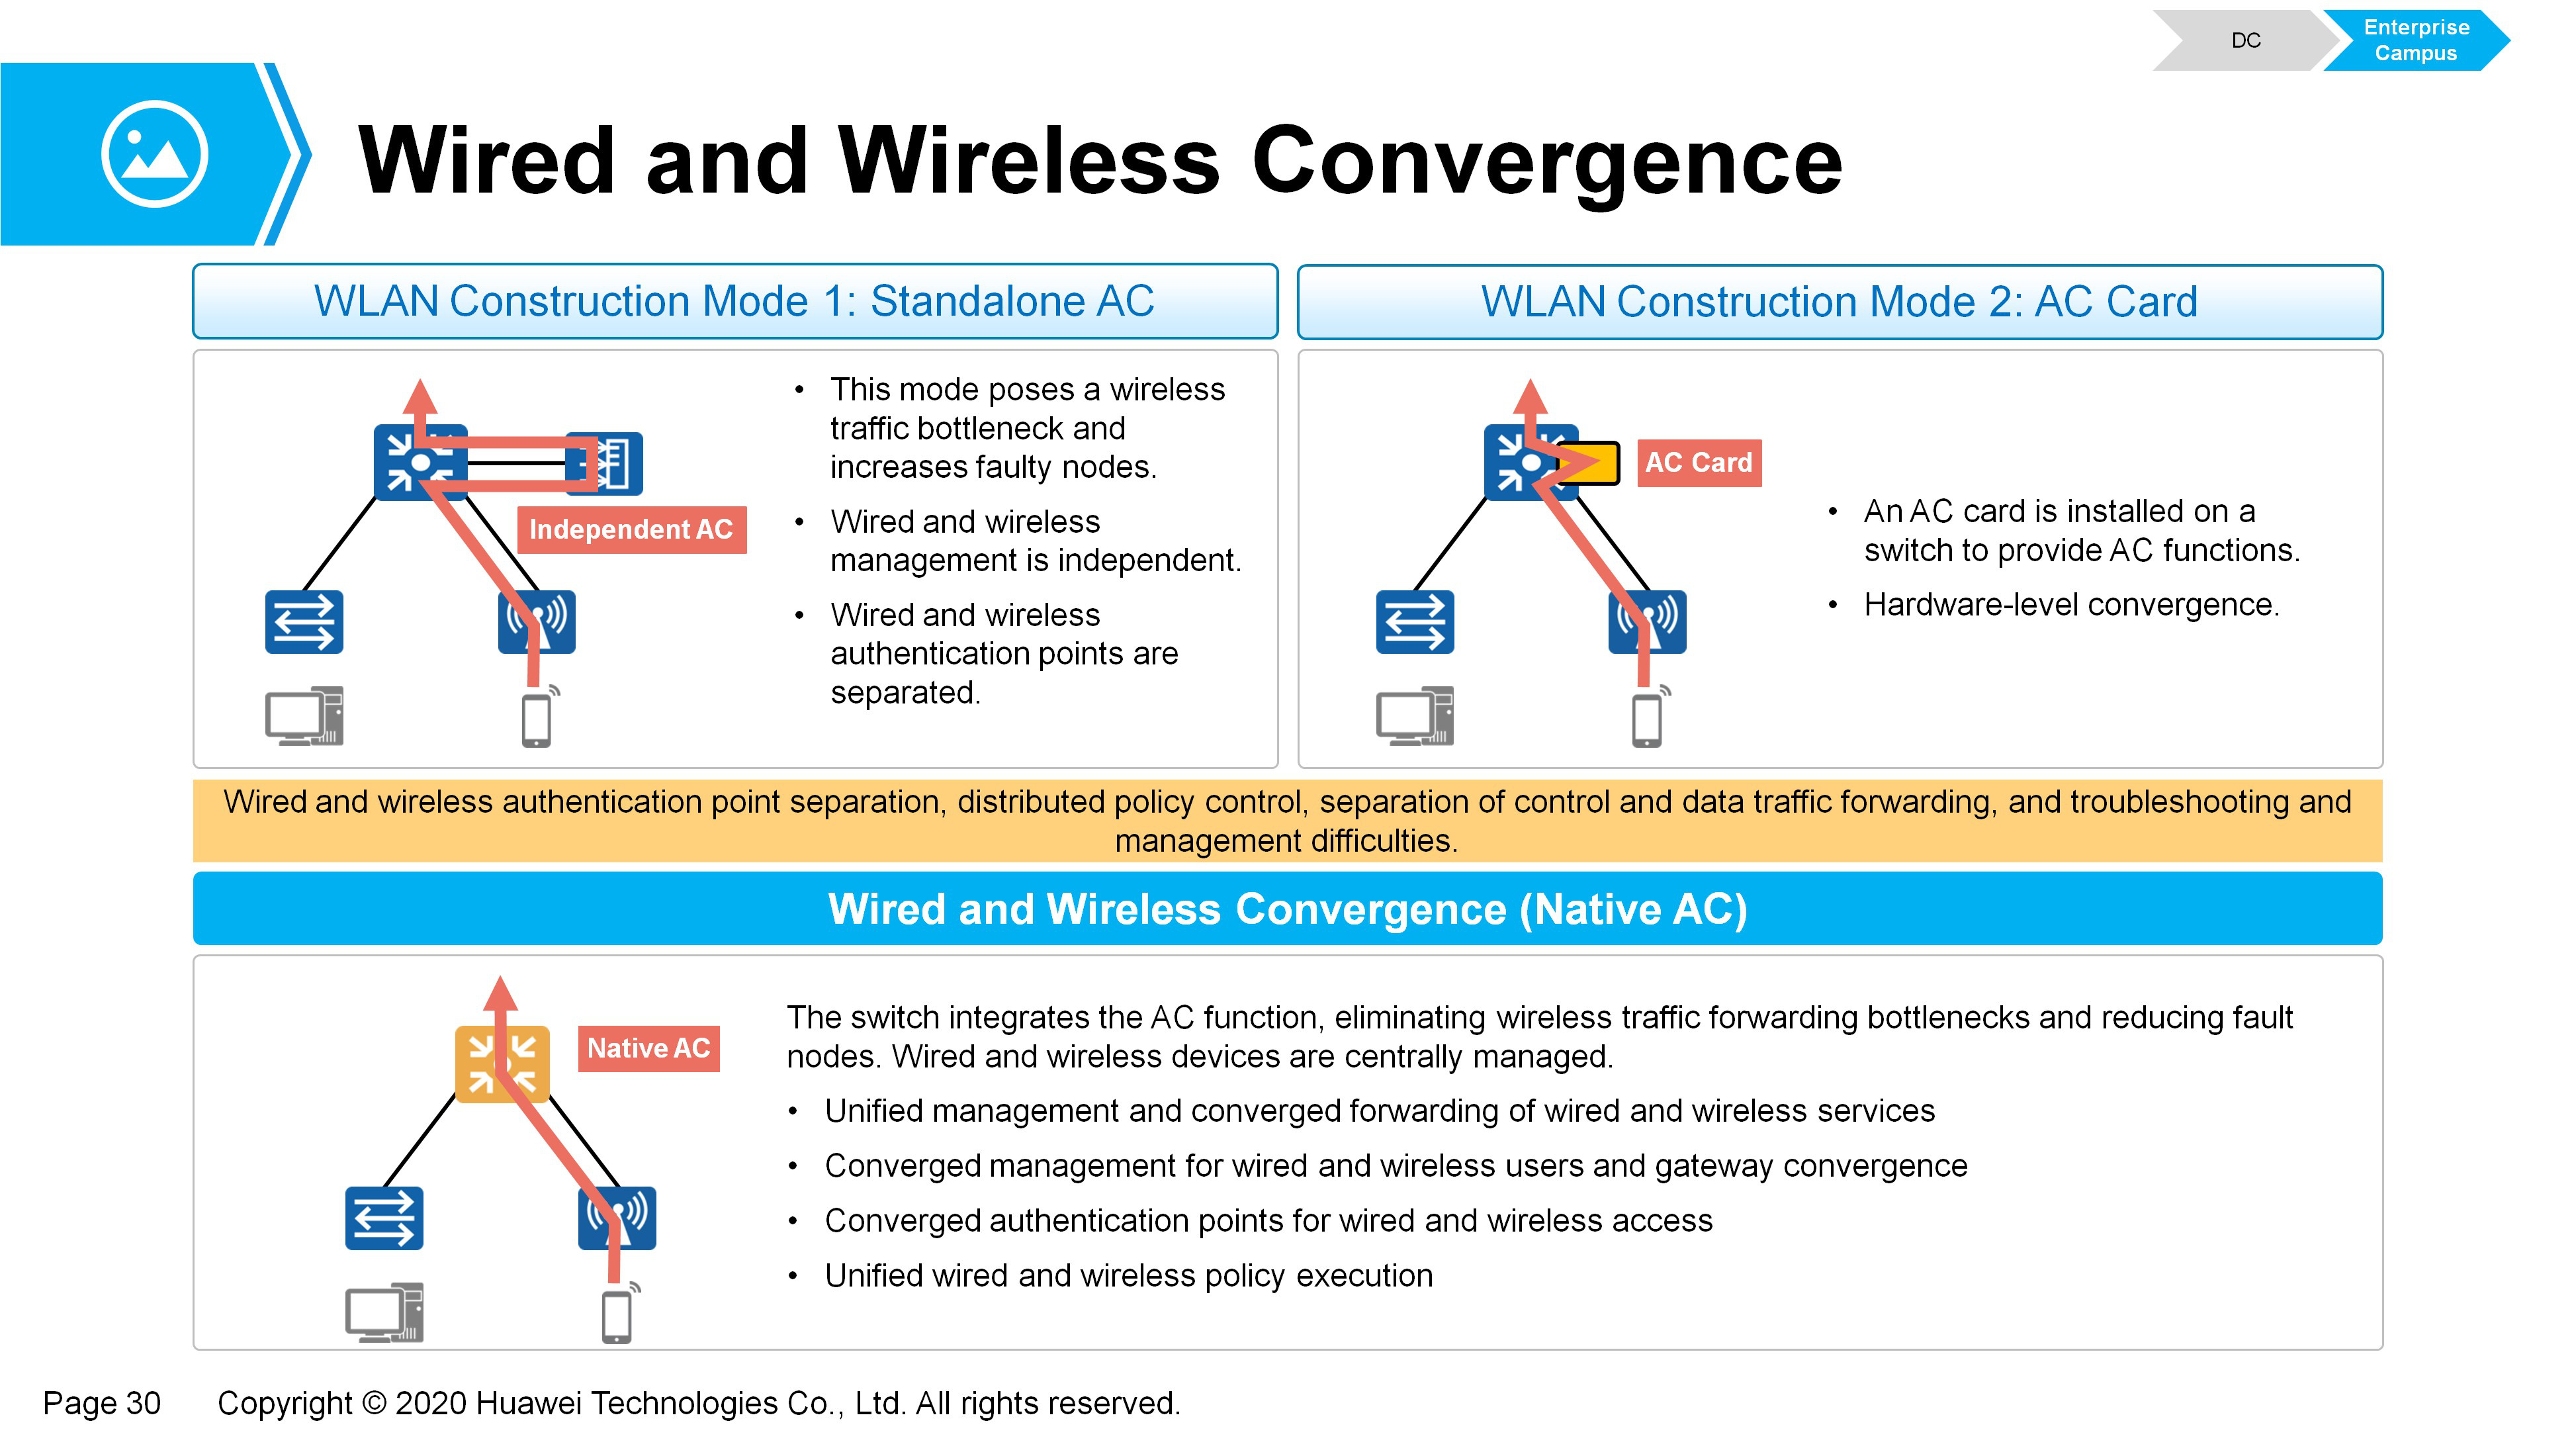 DC
Enterprise
Campus
Wired and Wireless Convergence
WLAN Construction Mode 1: Standalone AC
Independent AC
• This mode poses a wireless
traffic bottleneck and
increases faulty nodes.
• Wired and wireless
management is independent.
• Wired and wireless
authentication points are
separated.
WLAN Construction Mode 2: AC Card
AC Card
• An AC card is installed on a
switch to provide AC functions.
• Hardware-level convergence.
Wired and wireless authentication point separation, distributed policy control, separation of control and data traffic forwarding, and troubleshooting and
management difficulties.
Wired and Wireless Convergence (Native AC)
Native AC
The switch integrates the AC function, eliminating wireless traffic forwarding bottlenecks and reducing fault
nodes. Wired and wireless devices are centrally managed.
• Unified management and converged forwarding of wired and wireless services
• Converged management for wired and wireless users and gateway convergence
• Converged authentication points for wired and wireless access
• Unified wired and wireless policy execution
Page 30 Copyright © 2020 Huawei Technologies Co., Ltd. All rights reserved.